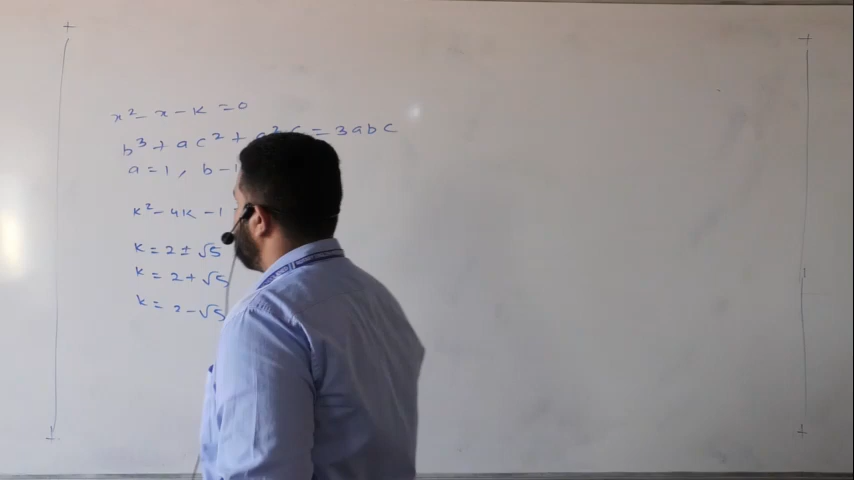 x² - x - K = 0
b³ + ac² + a²c = 3abc
a = 1, b - 1
K² - 4K - 1
K = 2 ± √5
K = 2 + √5
K = 2 - √5